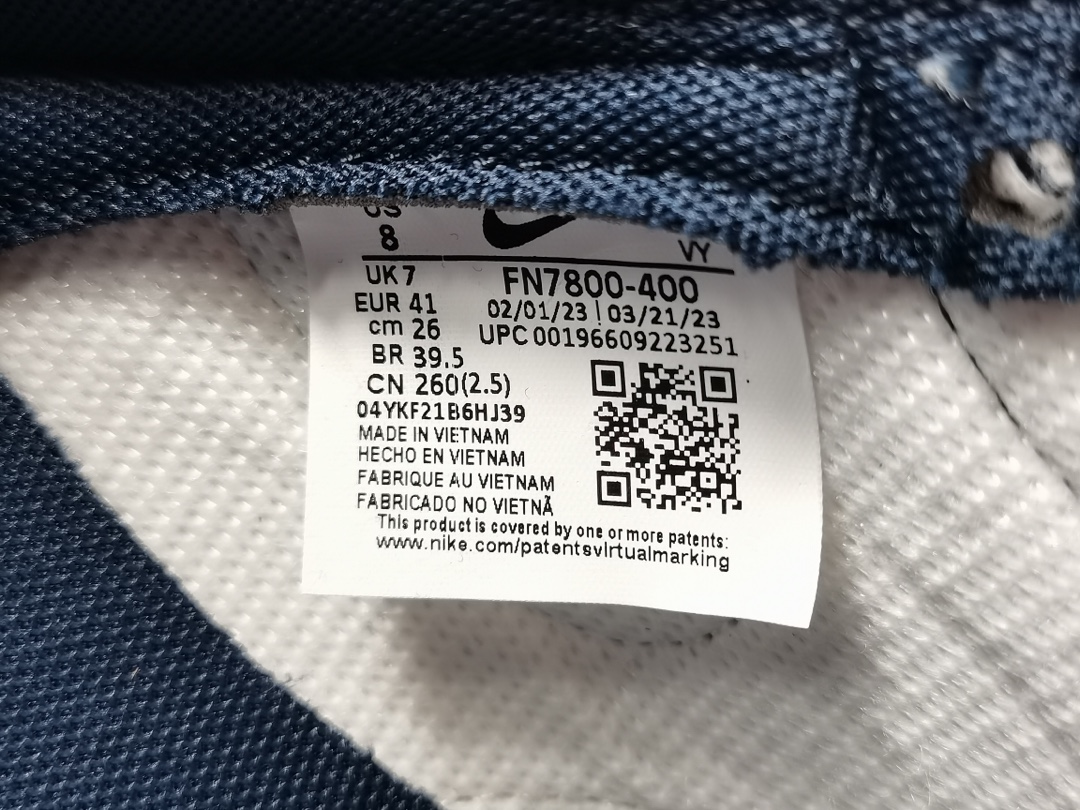 US
8
VY
UK 7
FN7800-400
EUR 41
02/01/23 | 03/21/23
cm 26
UPC 00196609223251
BR 39.5
CN 260(2.5)
04YKF21B6HJ39
MADE IN VIETNAM
HECHO EN VIETNAM
FABRIQUE AU VIETNAM
FABRICADO NO VIETNÃ
This product is covered by one or more patents:
www.nike.com/patentsvirtualmarking